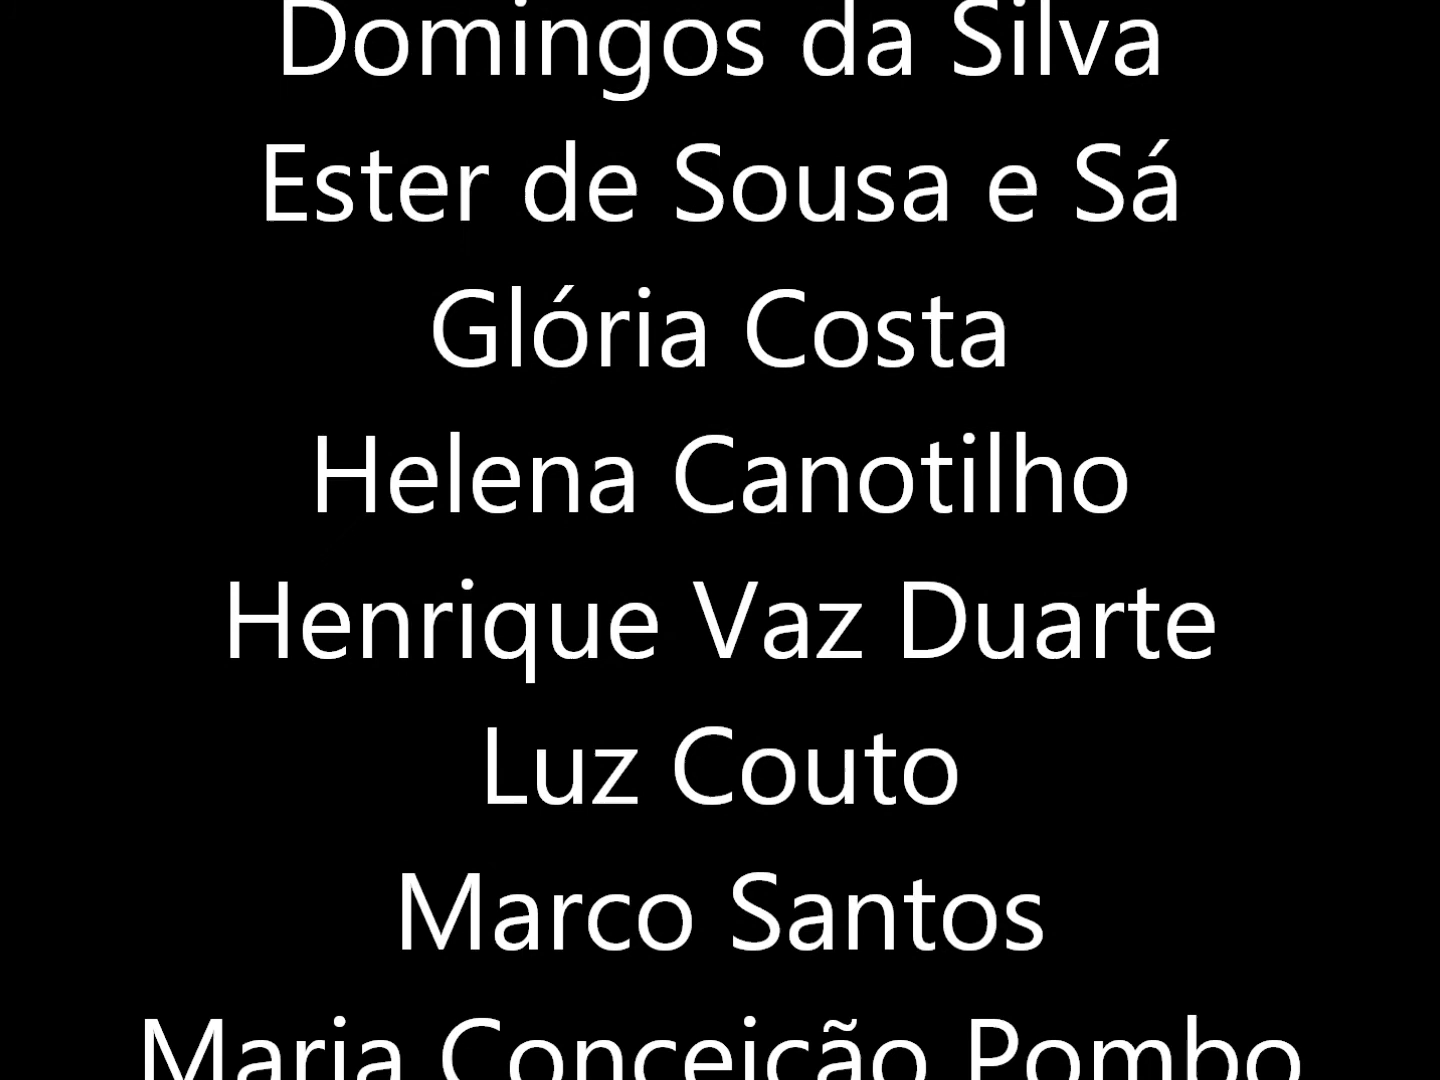 Domingos da Silva
Ester de Sousa e Sá
Glória Costa
Helena Canotilho
Henrique Vaz Duarte
Luz Couto
Marco Santos
Maria Conceição Pombo